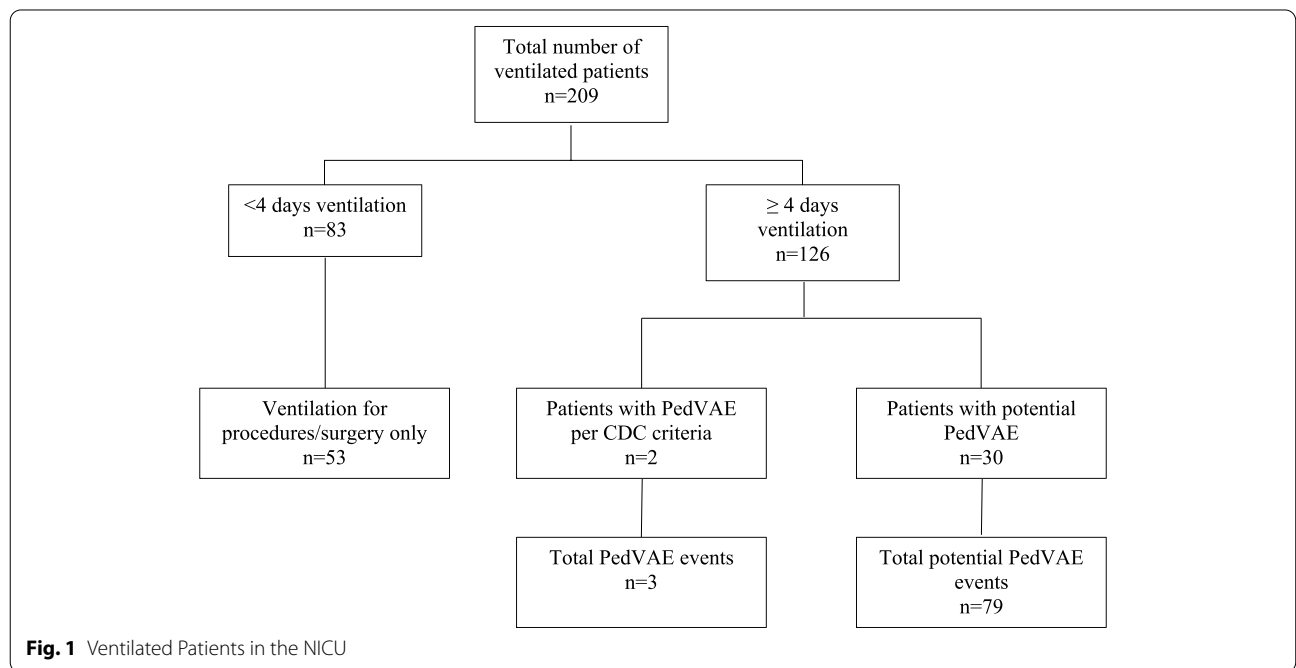 Total number of
ventilated patients
n=209
<4 days ventilation
n=83
≥ 4 days
ventilation
n=126
Ventilation for
procedures/surgery only
n=53
Patients with PedVAE
per CDC criteria
n=2
Patients with potential
PedVAE
n=30
Total PedVAE events
n=3
Total potential PedVAE
events
n=79
Fig. 1 Ventilated Patients in the NICU